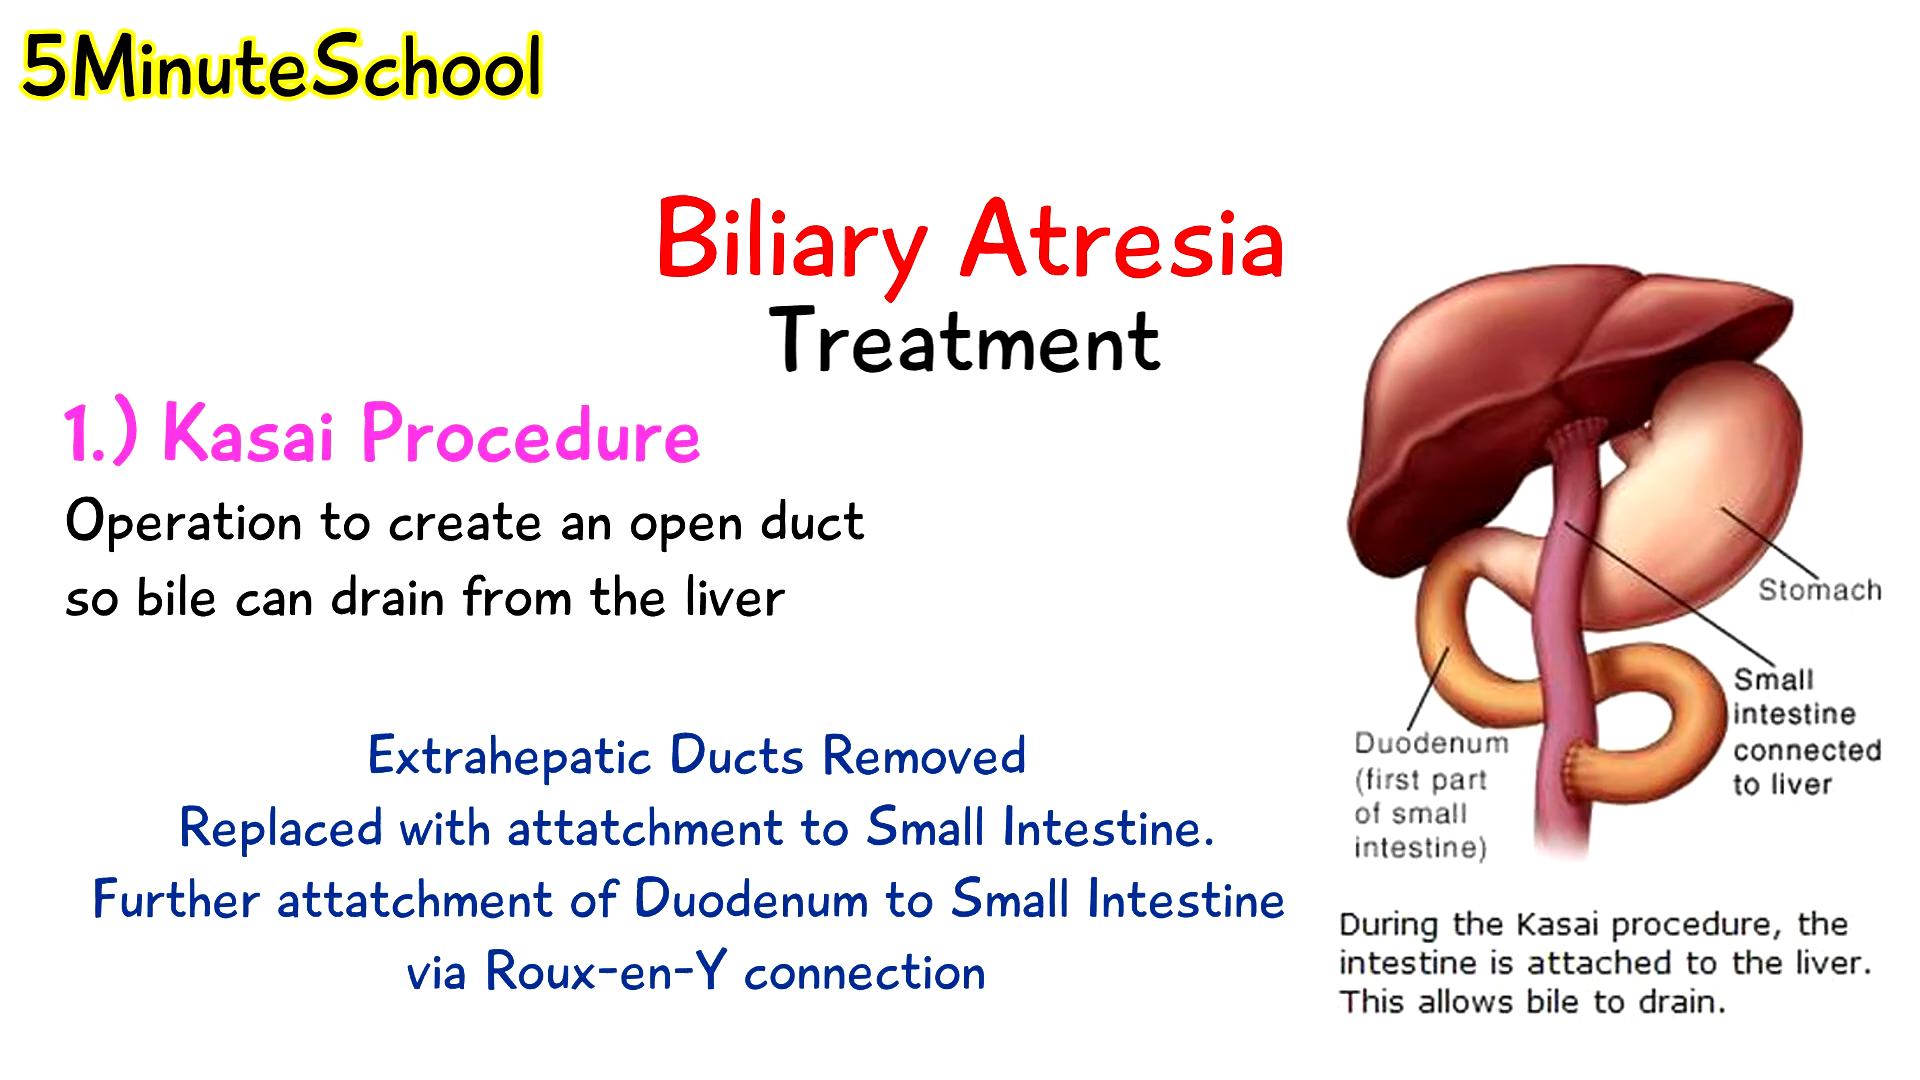 5MinuteSchool
Biliary Atresia
Treatment
1.) Kasai Procedure
Operation to create an open duct
so bile can drain from the liver
Extrahepatic Ducts Removed
Replaced with attatchment to Small Intestine.
Further attatchment of Duodenum to Small Intestine
via Roux-en-Y connection
Stomach
Small
intestine
connected
to liver
Duodenum
(first part
of small
intestine)
During the Kasai procedure, the
intestine is attached to the liver.
This allows bile to drain.